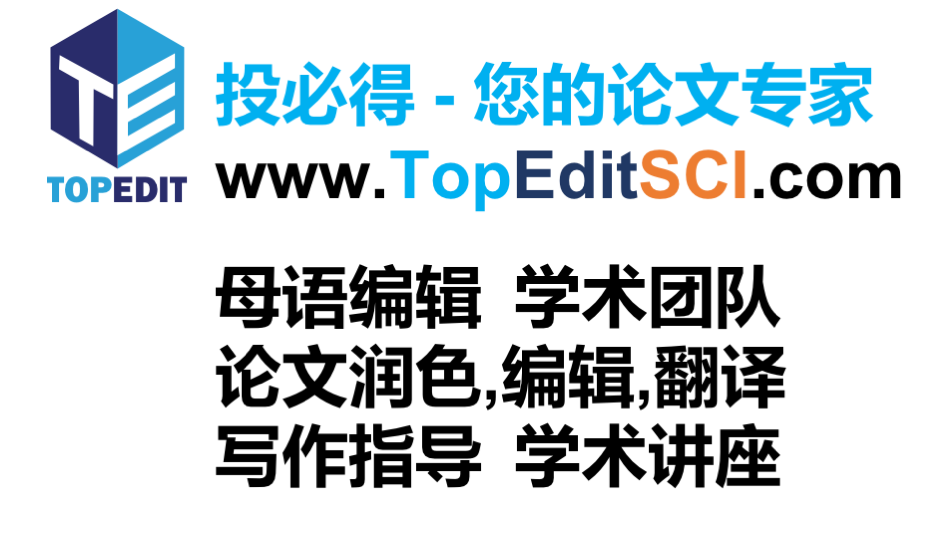 TE
TOPEDIT
投必得 - 您的论文专家
www.TopEditSCI.com
母语编辑 学术团队
论文润色,编辑,翻译
写作指导 学术讲座